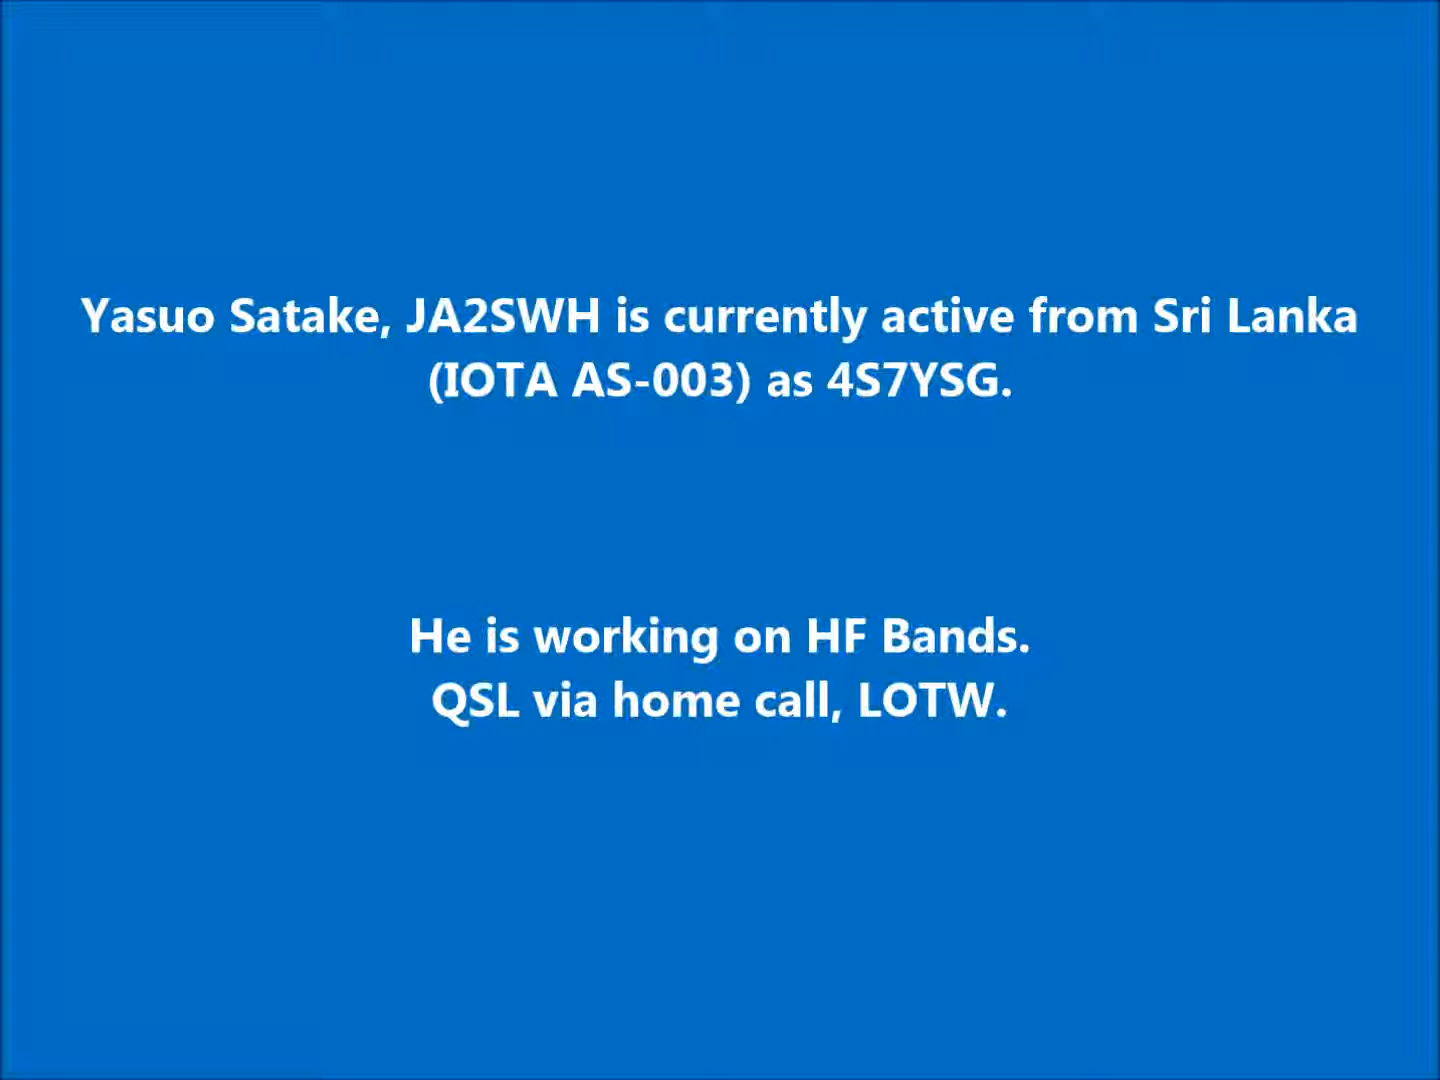 Yasuo Satake, JA2SWH is currently active from Sri Lanka
(IOTA AS-003) as 4S7YSG.
He is working on HF Bands.
QSL via home call, LOTW.